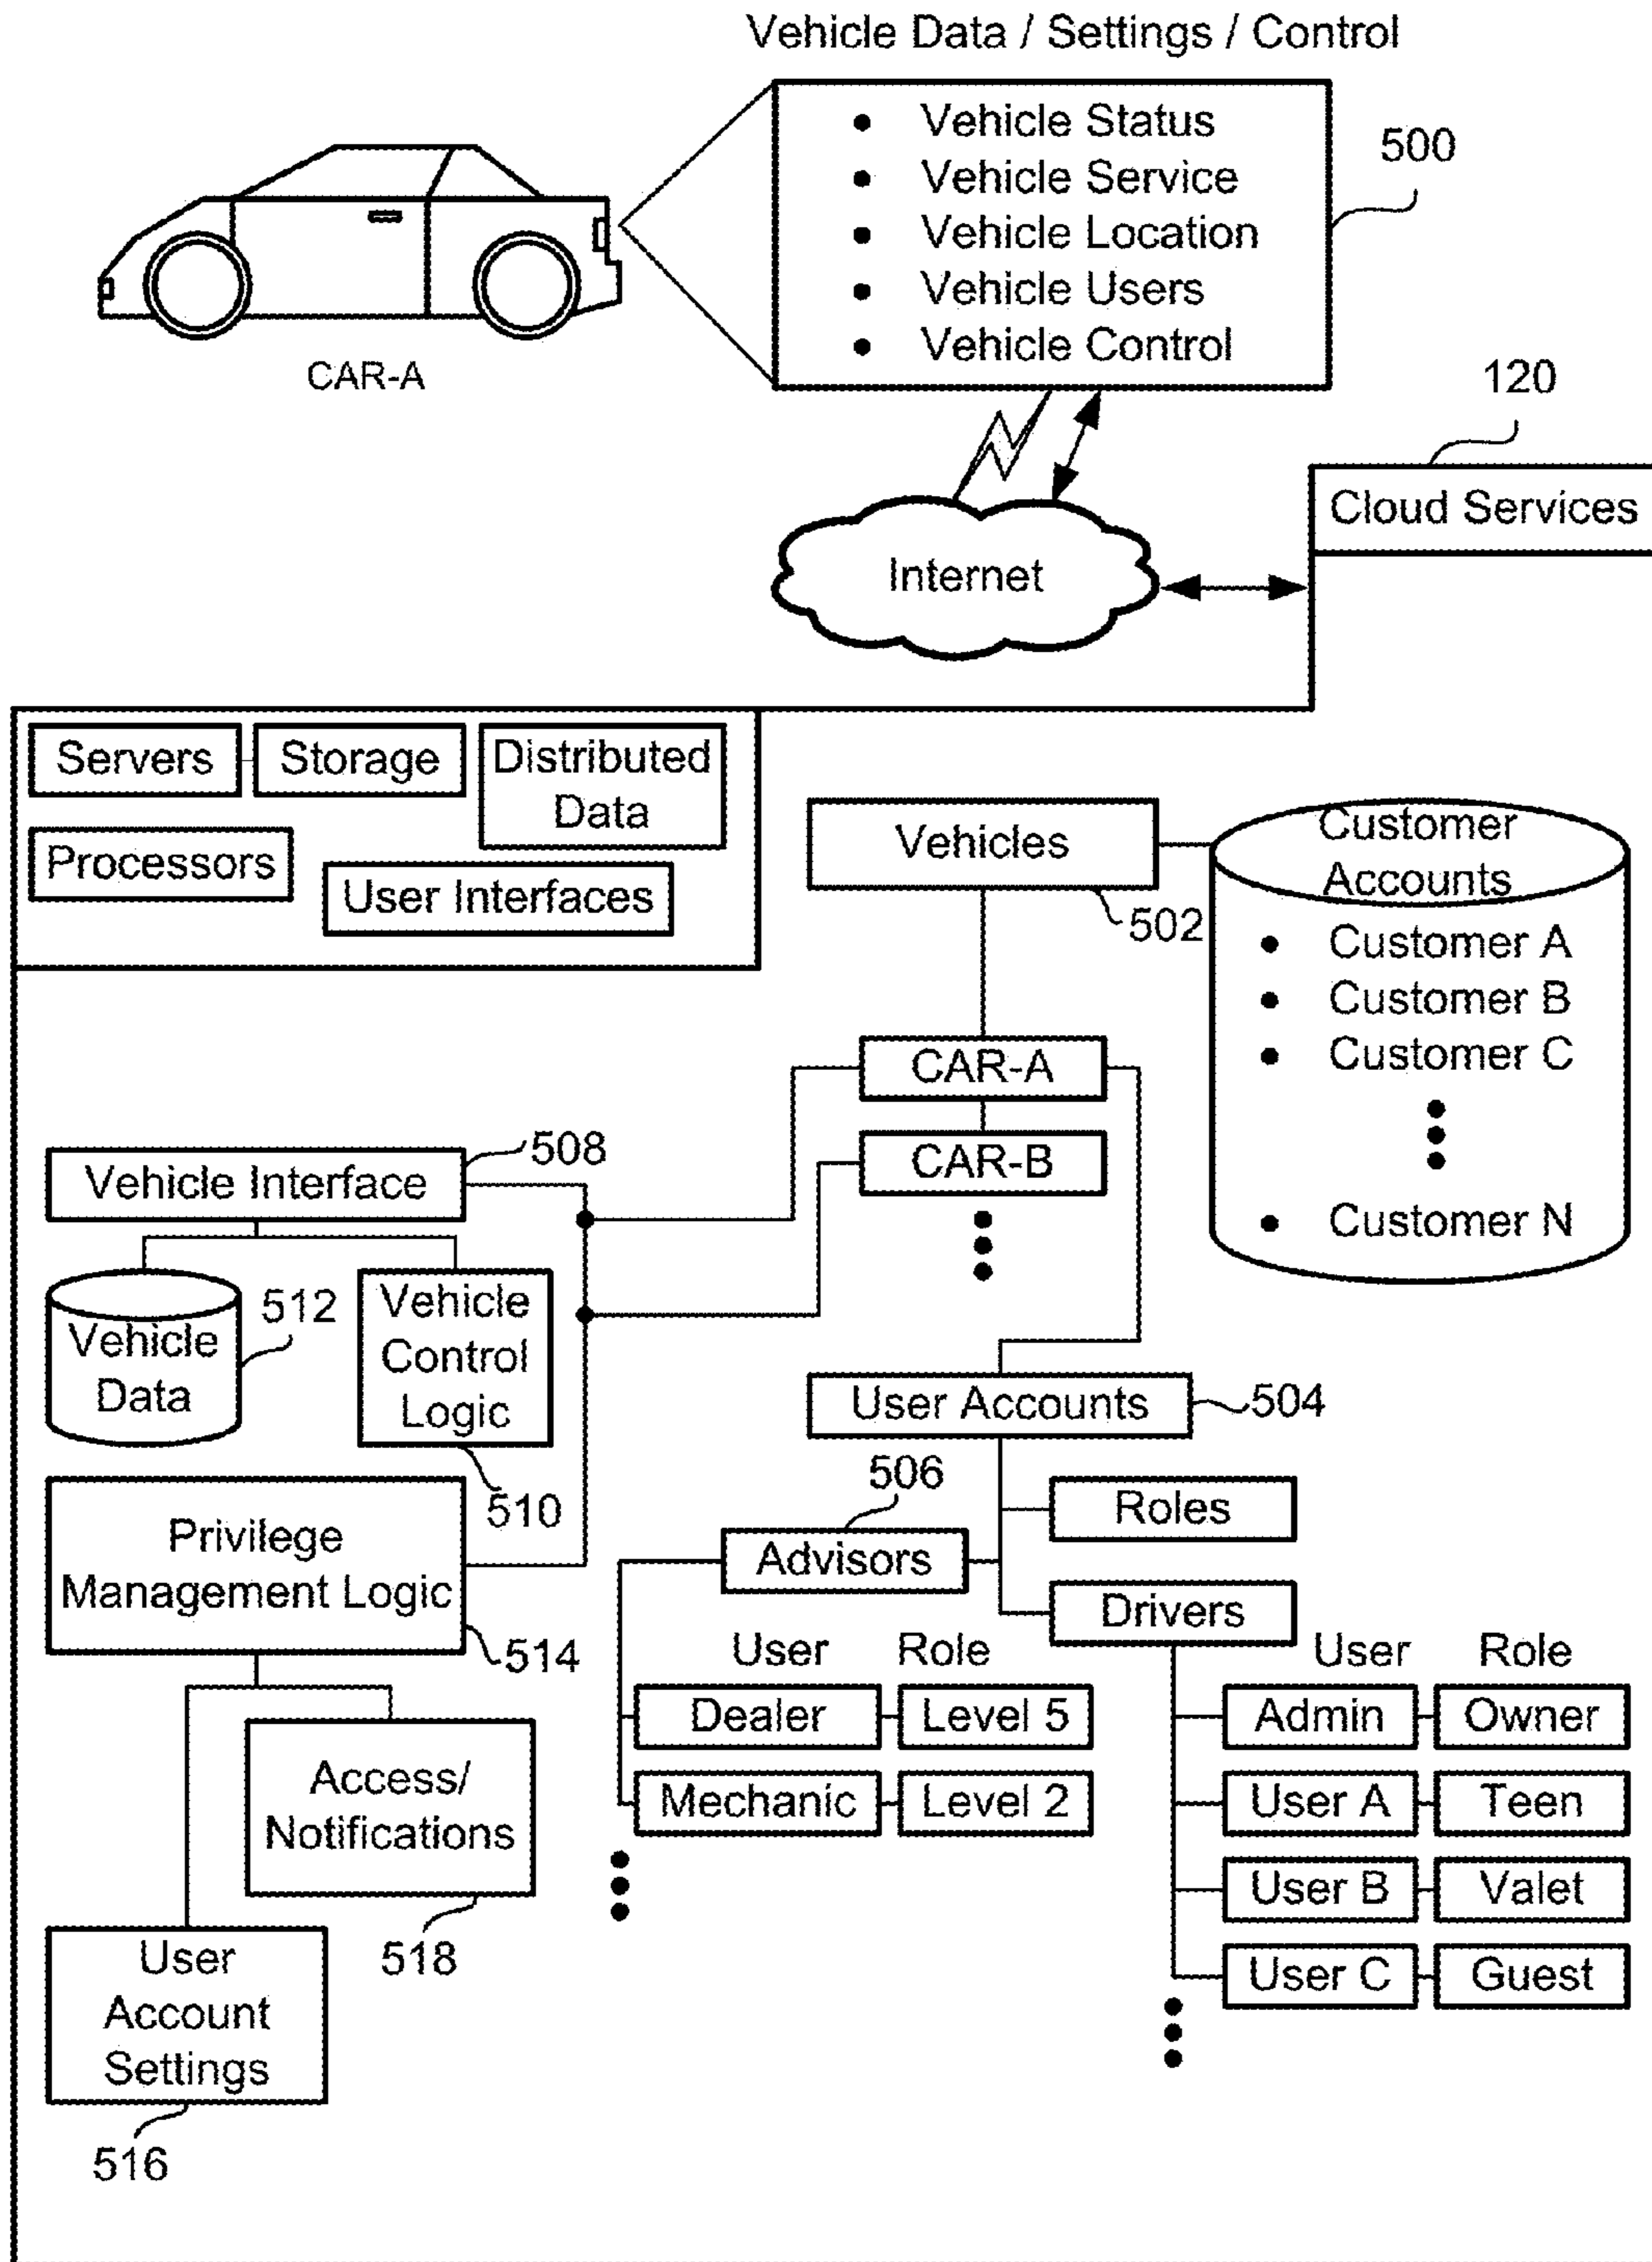 Vehicle Data / Settings / Control
• Vehicle Status
• Vehicle Service
• Vehicle Location
• Vehicle Users
• Vehicle Control
500
CAR-A
120
Cloud Services
Internet
Servers
Storage
Distributed
Data
Processors
User Interfaces
Vehicles
502
Customer
Accounts
• Customer A
• Customer B
• Customer C
• Customer N
CAR-A
CAR-B
Vehicle Interface
508
Vehicle
Data
512
Vehicle
Control
Logic
510
User Accounts
504
Privilege
Management Logic
514
506
Advisors
Roles
Drivers
User Role
Dealer Level 5
Mechanic Level 2
User Role
Admin Owner
User A Teen
User B Valet
User C Guest
Access/
Notifications
518
User
Account
Settings
516